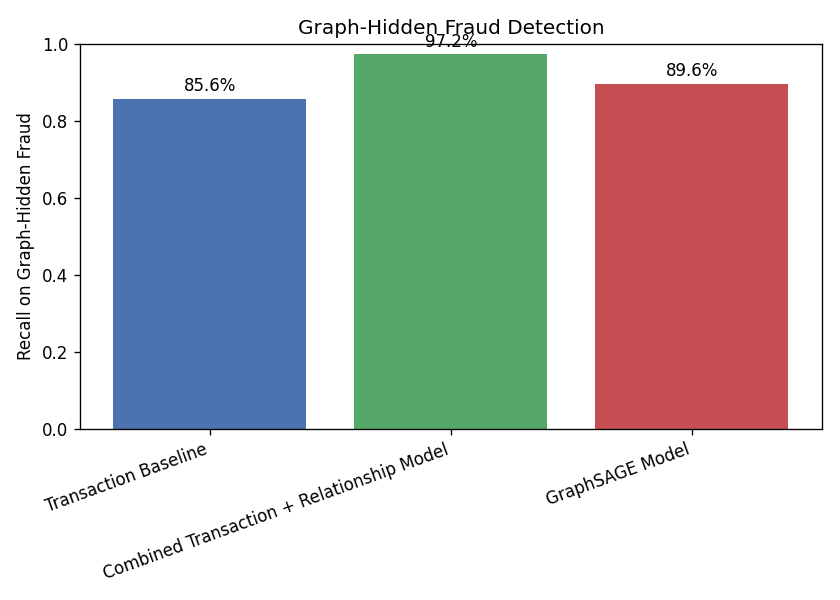 Graph-Hidden Fraud Detection
97.2%
85.6%
89.6%
Recall on Graph-Hidden Fraud
1.0
0.8
0.6
0.4
0.2
0.0
Transaction Baseline
Combined Transaction + Relationship Model
GraphSAGE Model